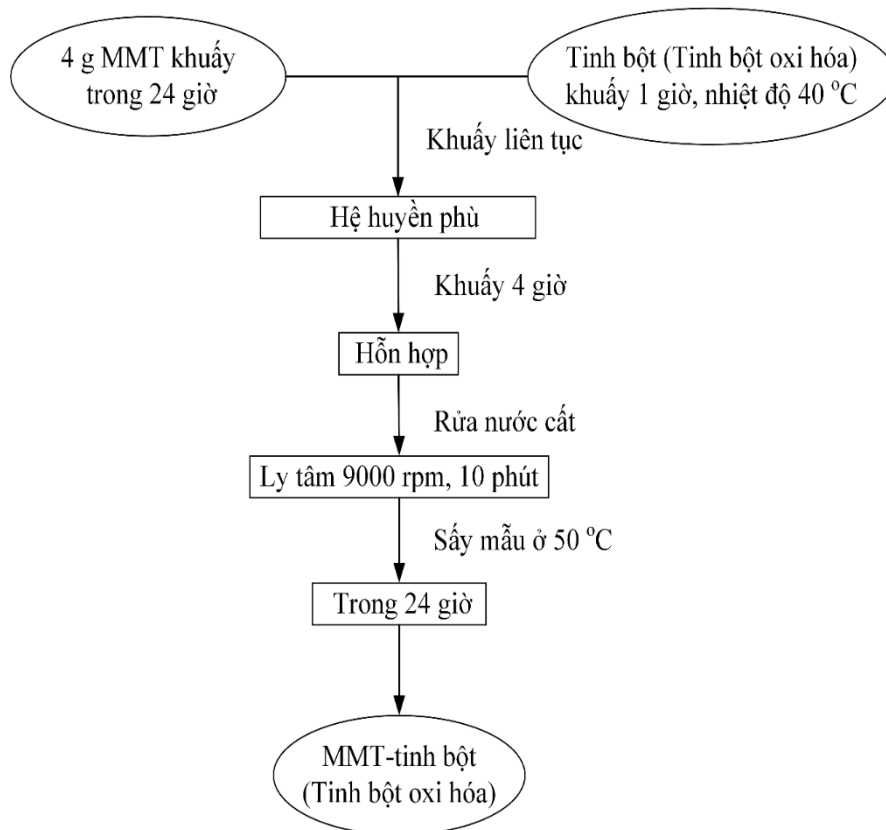 4 g MMT khuấy
trong 24 giờ
Tinh bột (Tinh bột oxi hóa)
khuấy 1 giờ, nhiệt độ 40 °C
Khuấy liên tục
Hệ huyền phù
Khuấy 4 giờ
Hỗn hợp
Rửa nước cất
Ly tâm 9000 rpm, 10 phút
Sấy mẫu ở 50 °C
Trong 24 giờ
MMT-tinh bột
(Tinh bột oxi hóa)